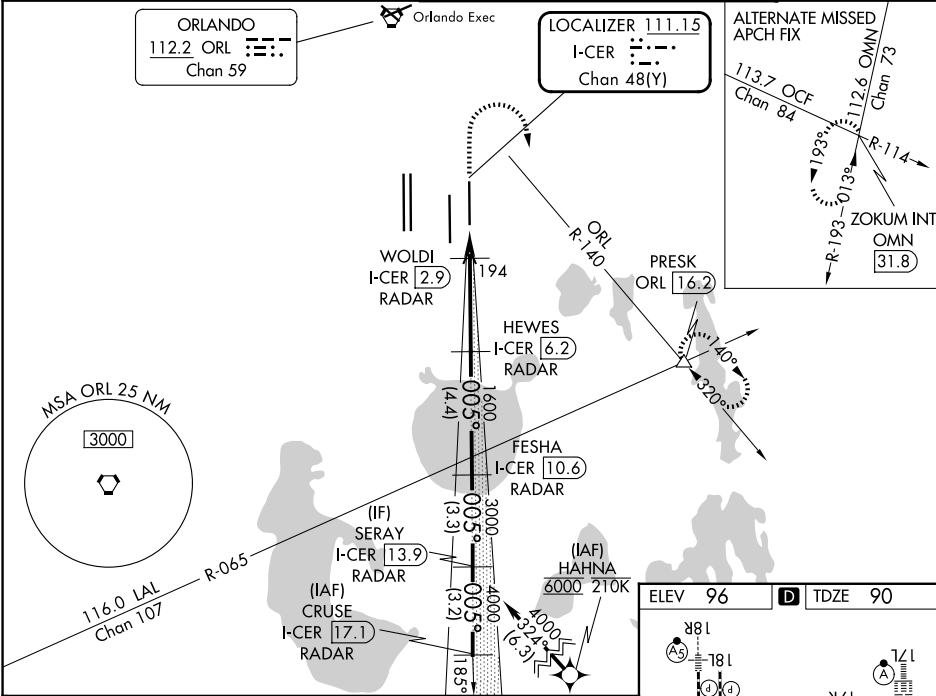 ORLANDO
112.2 ORL
Chan 59
Orlando Exec
LOCALIZER 111.15
I-CER
Chan 48(Y)
ALTERNATE MISSED
APCH FIX
113.7 OCF
Chan 84
112.6 OMN
Chan 73
R-114
193°
013°
R-193
ZOKUM INT
OMN
31.8
ORL
R-140
WOLDI
I-CER 2.9
RADAR
194
PRESK
ORL 16.2
140°
320°
HEWES
I-CER 6.2
RADAR
1600
005°
(4.4)
MSA ORL 25 NM
3000
FESHA
I-CER 10.6
RADAR
3000
005°
(3.3)
(IF)
SERAY
I-CER 13.9
RADAR
R-065
116.0 LAL
Chan 107
(IAF)
CRUSE
I-CER 17.1
RADAR
4000
005°
(3.2)
185°
(IAF)
HAHNA
6000 210K
4000
324°
(6.3)
ELEV 96 D TDZE 90
18R
A5
18L
P
P
A
17L